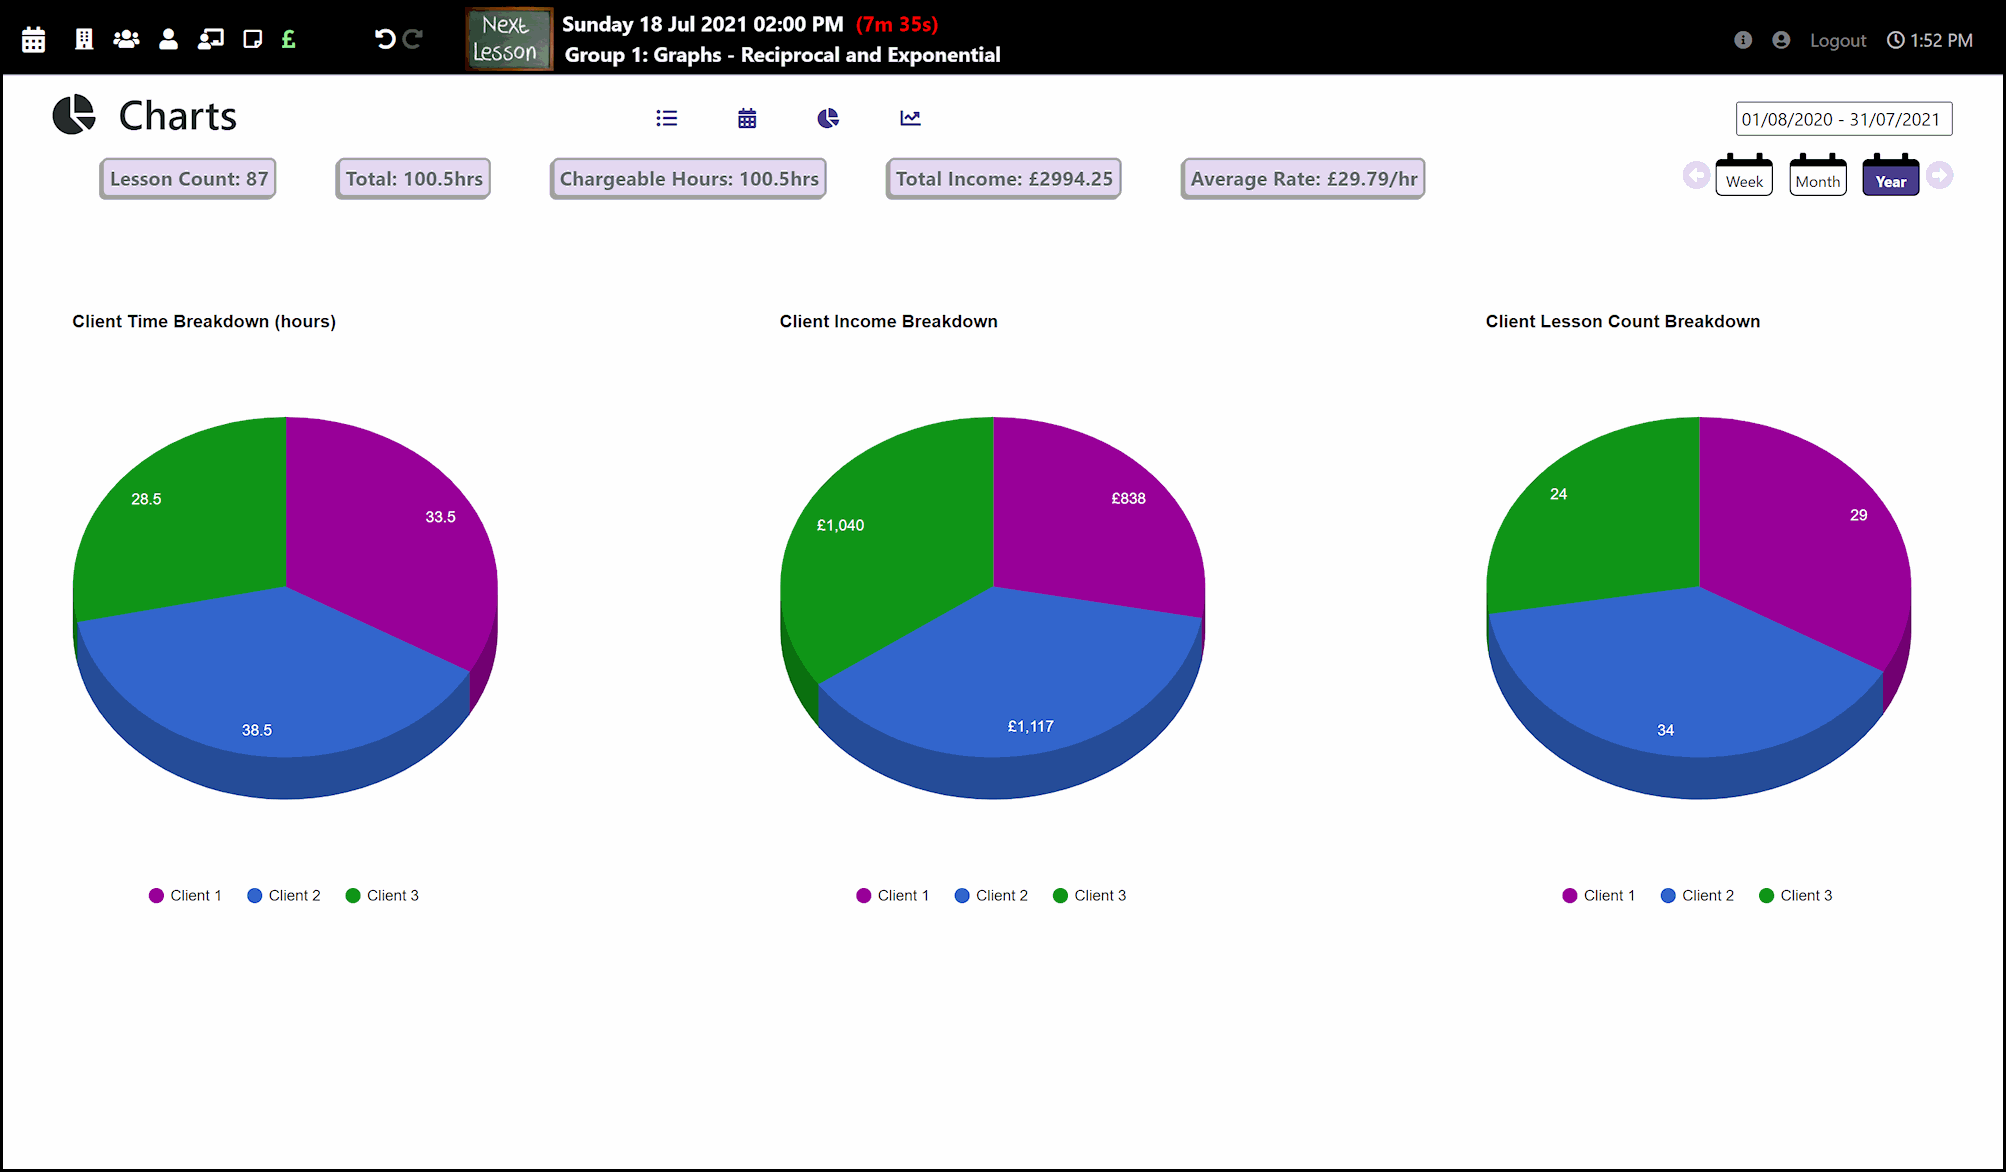 Next
Lesson
Sunday 18 Jul 2021 02:00 PM (7m 35s)
Group 1: Graphs - Reciprocal and Exponential
Logout
1:52 PM
Charts
01/08/2020 - 31/07/2021
Lesson Count: 87
Total: 100.5hrs
Chargeable Hours: 100.5hrs
Total Income: £2994.25
Average Rate: £29.79/hr
Week
Month
Year
Client Time Breakdown (hours)
28.5
33.5
38.5
Client 1
Client 2
Client 3
Client Income Breakdown
£838
£1,040
£1,117
Client 1
Client 2
Client 3
Client Lesson Count Breakdown
24
29
34
Client 1
Client 2
Client 3